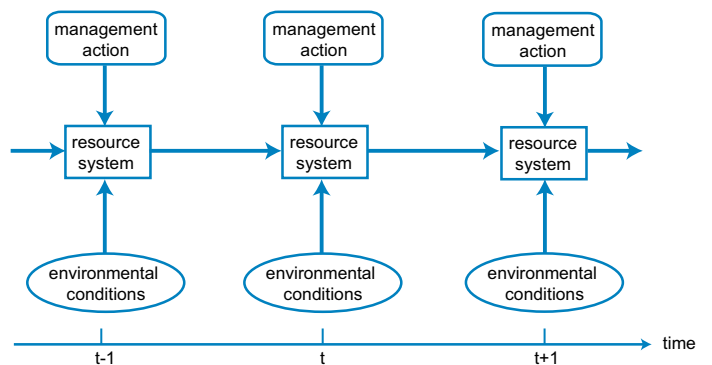 management
action
management
action
management
action
resource
system
resource
system
resource
system
environmental
conditions
environmental
conditions
environmental
conditions
time
t-1
t
t+1